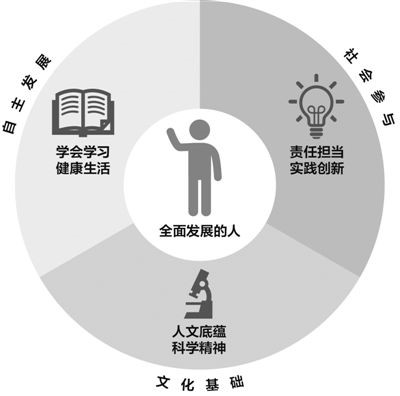 自主发展
社会参与
学会学习
健康生活
责任担当
实践创新
全面发展的人
人文底蕴
科学精神
文化基础